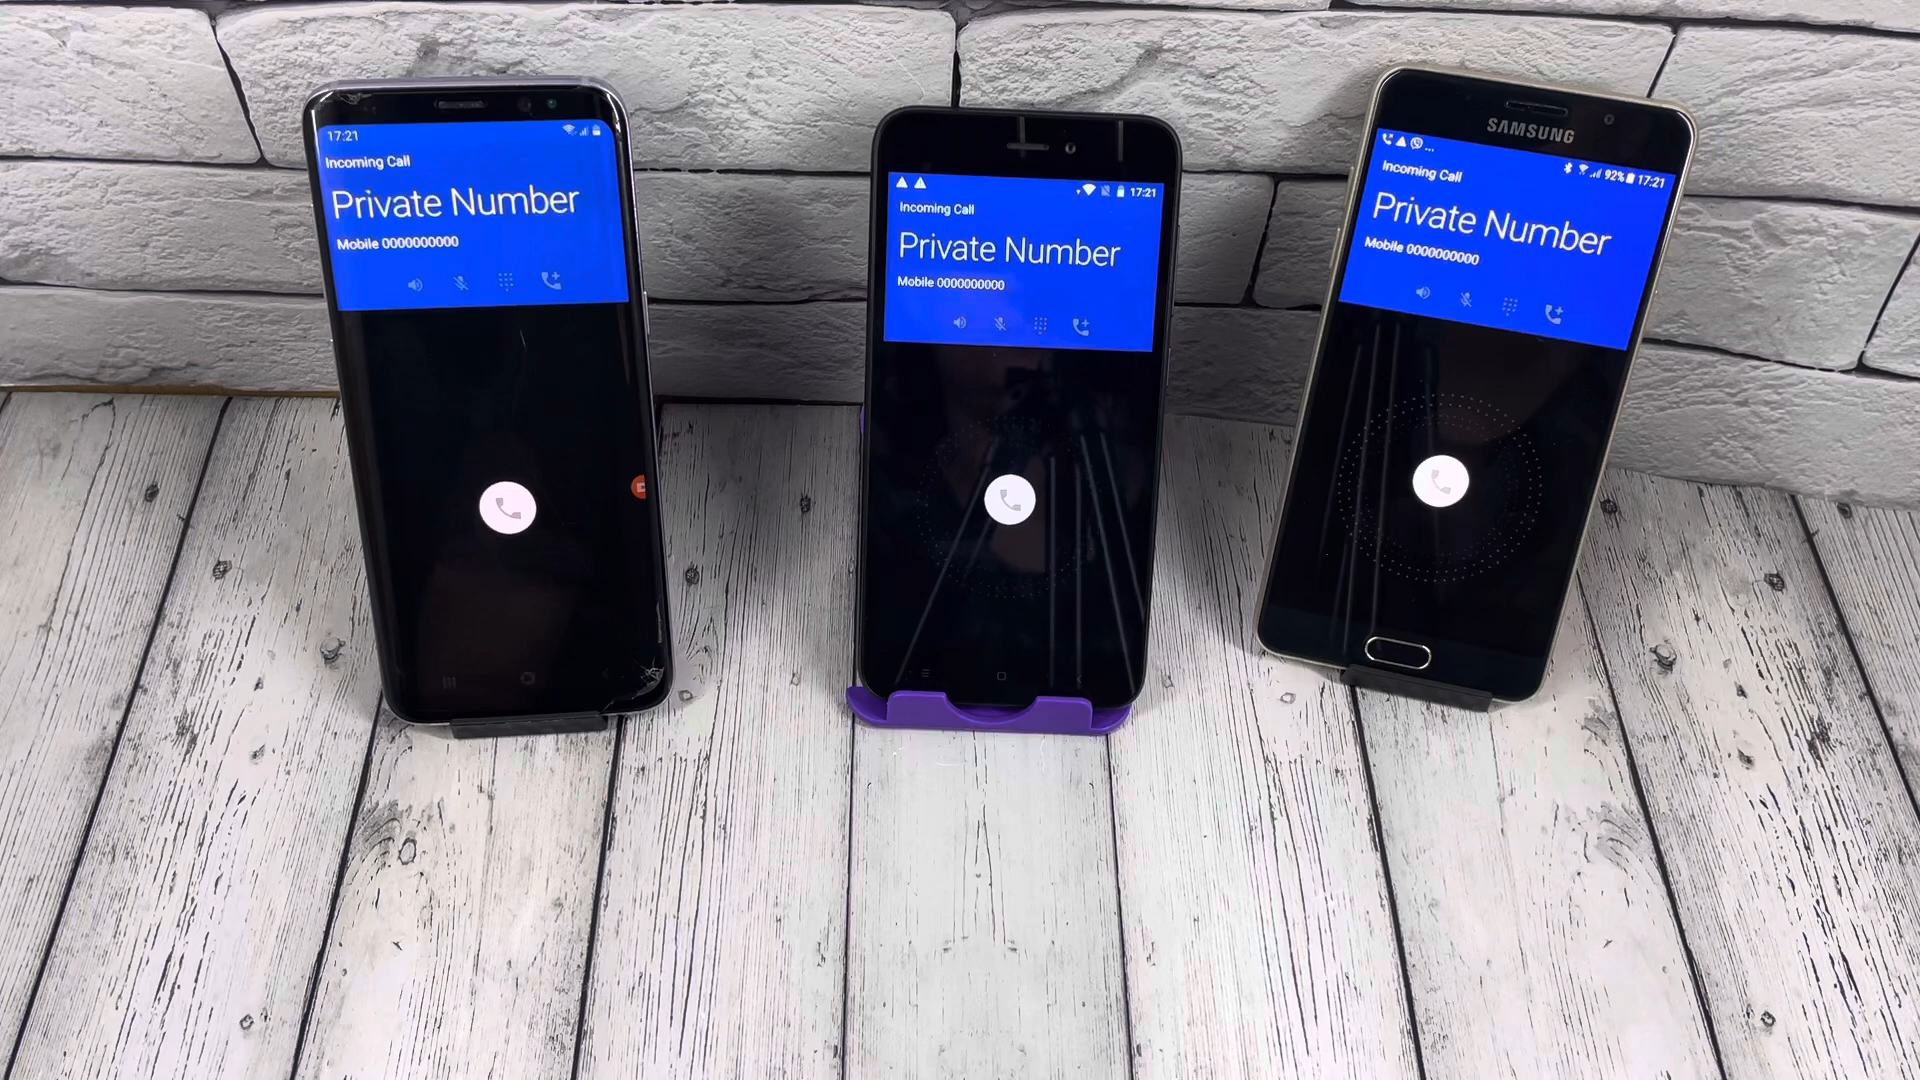 17:21
Incoming Call
Private Number
Mobile 0000000000
17:21
Incoming Call
Private Number
Mobile 0000000000
SAMSUNG
... 92% 17:21
Incoming Call
Private Number
Mobile 0000000000